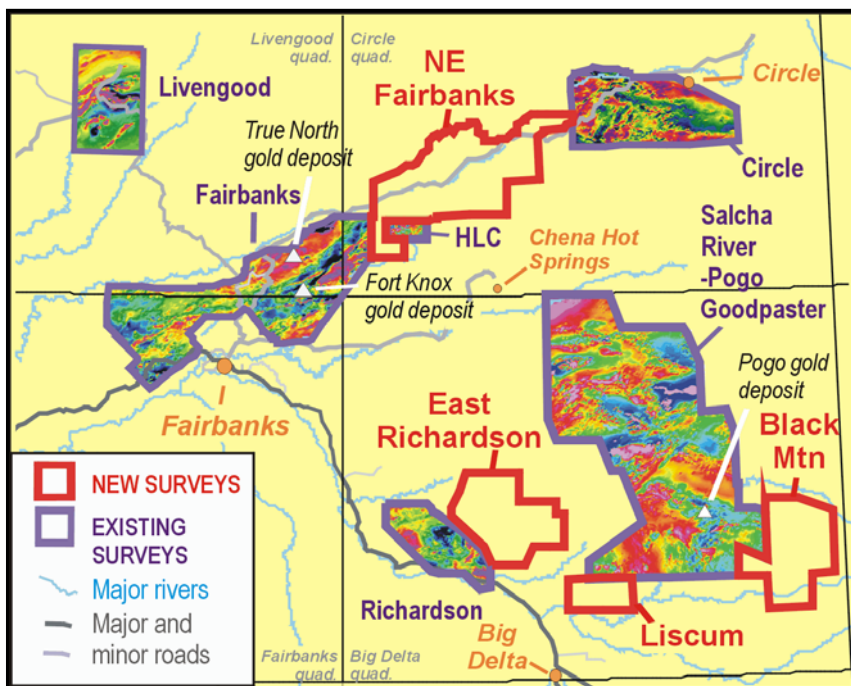 Livengood
quad.
Circle
quad.
NE
Fairbanks
Circle
Livengood
True North
gold deposit
Circle
Fairbanks
Salcha
River
-Pogo
Goodpaster
HLC
Chena Hot
Springs
Fort Knox
gold deposit
Pogo gold
deposit
I
Fairbanks
East
Richardson
Black
Mtn
NEW SURVEYS
EXISTING
SURVEYS
Major rivers
Major and
minor roads
Richardson
Liscum
Big
Delta
Fairbanks
quad.
Big Delta
quad.